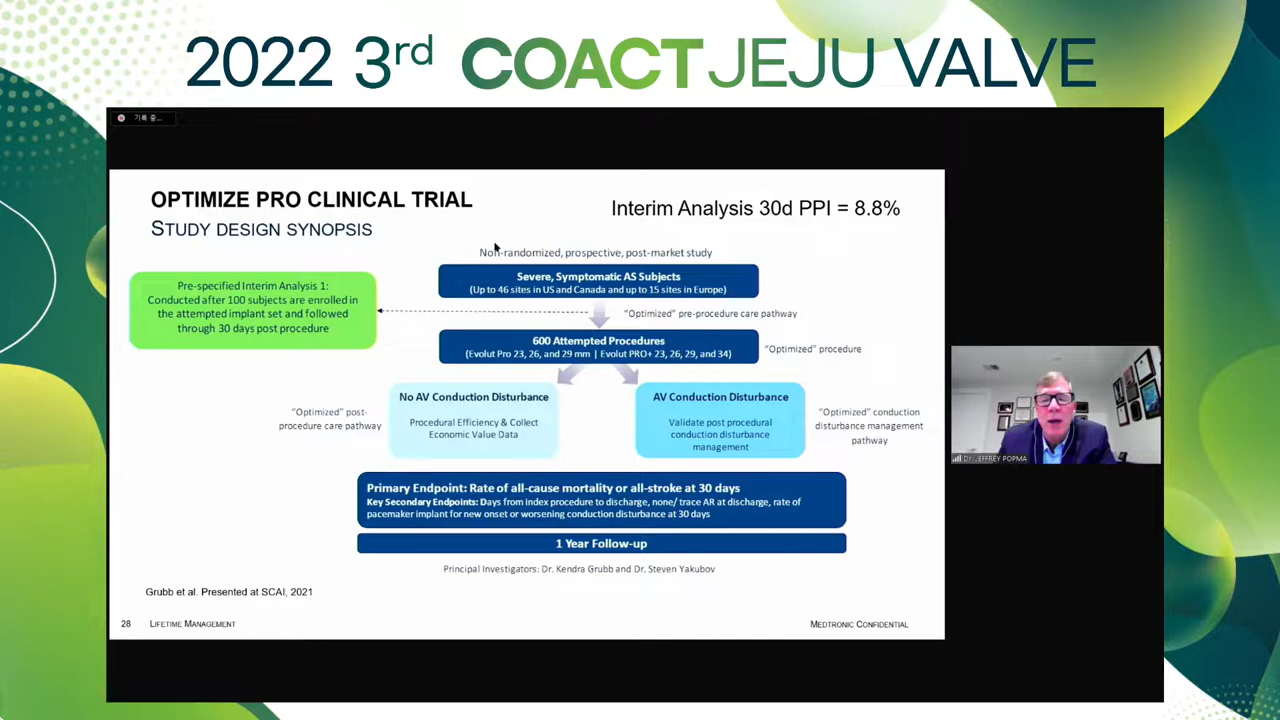 2022 3rd COACT JEJU VALVE
기록 중...
OPTIMIZE PRO CLINICAL TRIAL
STUDY DESIGN SYNOPSIS
Interim Analysis 30d PPI = 8.8%
Non-randomized, prospective, post-market study
Severe, Symptomatic AS Subjects
(Up to 46 sites in US and Canada and up to 15 sites in Europe)
Pre-specified Interim Analysis 1:
Conducted after 100 subjects are enrolled in
the attempted implant set and followed
through 30 days post procedure
"Optimized" pre-procedure care pathway
600 Attempted Procedures
(Evolut Pro 23, 26, and 29 mm | Evolut PRO+ 23, 26, 29, and 34)
"Optimized" procedure
No AV Conduction Disturbance
Procedural Efficiency & Collect
Economic Value Data
"Optimized" post-
procedure care pathway
AV Conduction Disturbance
Validate post procedural
conduction disturbance
management
"Optimized" conduction
disturbance management
pathway
Primary Endpoint: Rate of all-cause mortality or all-stroke at 30 days
Key Secondary Endpoints: Days from index procedure to discharge, none/ trace AR at discharge, rate of
pacemaker implant for new onset or worsening conduction disturbance at 30 days
1 Year Follow-up
Principal Investigators: Dr. Kendra Grubb and Dr. Steven Yakubov
Grubb et al. Presented at SCAI, 2021
28 LIFETIME MANAGEMENT
MEDTRONIC CONFIDENTIAL
Dr. JEFFREY POPMA